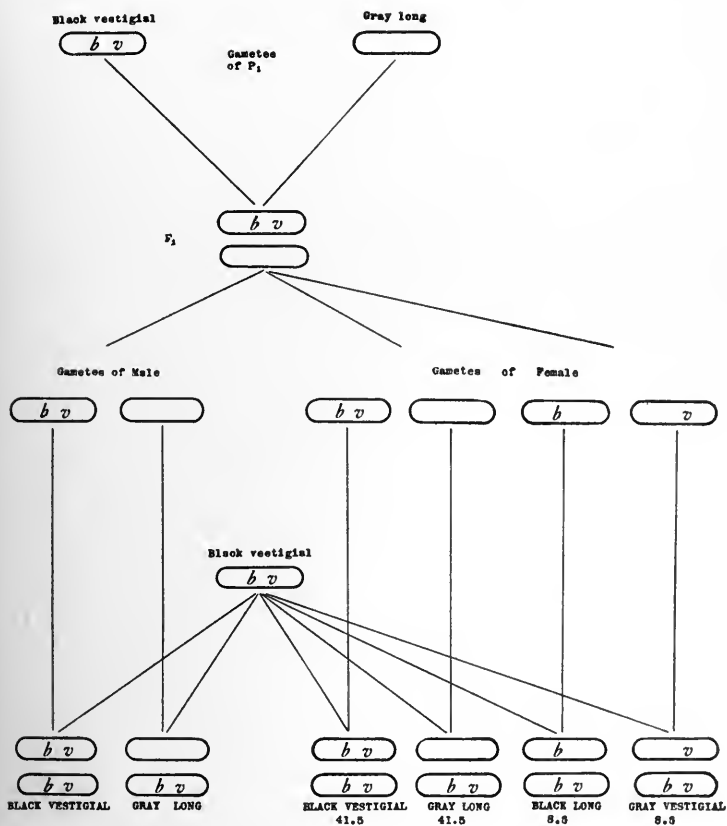 Black vestigial
Gray long
b v
Gametes of P₁
F₁
b v
Gametes of Male
Gametes of Female
b v
b v
b
v
Black vestigial
b v
b v
b v
b
v
b v
b v
b v
b v
b v
b v
BLACK VESTIGIAL
GRAY LONG
BLACK VESTIGIAL
GRAY LONG
BLACK LONG
GRAY VESTIGIAL
41.5
41.5
8.5
8.5